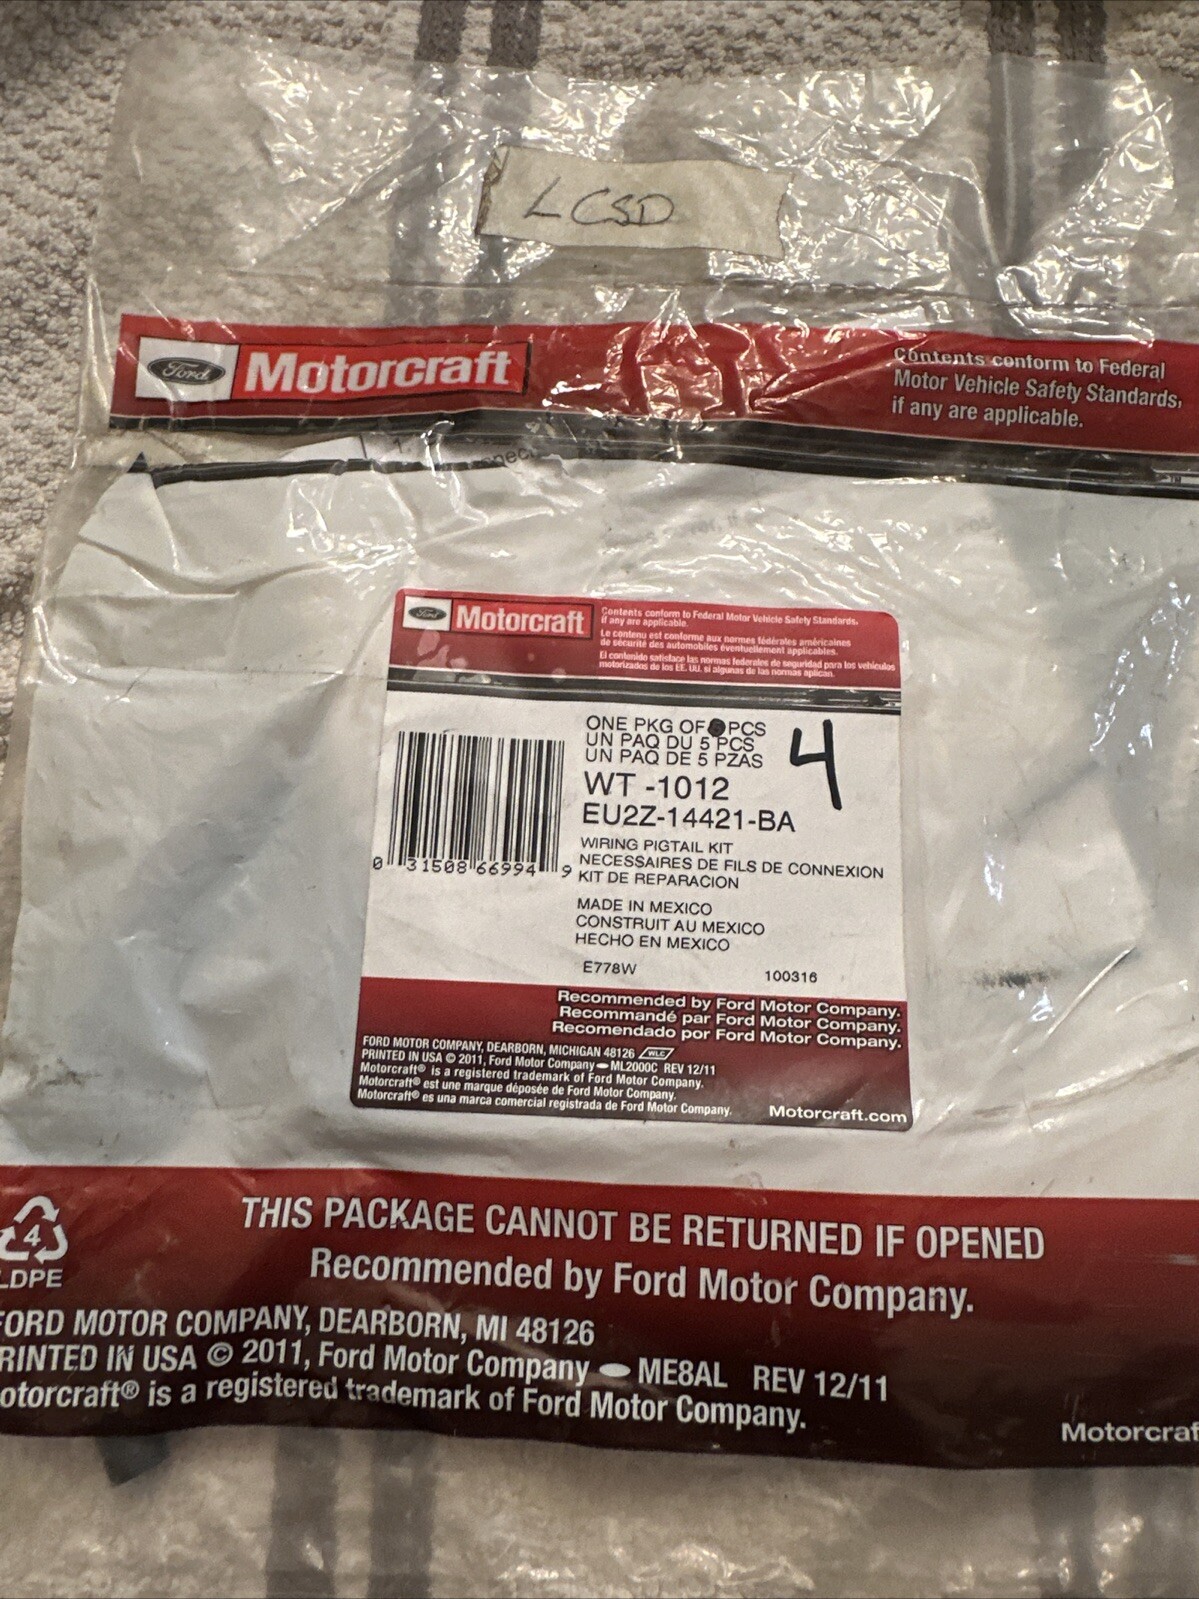 LCSD
Ford Motorcraft
Contents conform to Federal
Motor Vehicle Safety Standards,
if any are applicable.
Ford Motorcraft
Contents conform to Federal Motor Vehicle Safety Standards,
if any are applicable.
Le contenu est conforme aux normes fédérales américaines
de sécurité des automobiles éventuellement applicables.
El contenido satisface las normas federales de seguridad para los vehículos
motorizados de los EE. UU. si algunas de las normas aplican.
ONE PKG OF PCS
UN PAQ DU 5 PCS
UN PAQ DE 5 PZAS
4
WT -1012
EU2Z-14421-BA
0 31508 66994 9
WIRING PIGTAIL KIT
NECESSAIRES DE FILS DE CONNEXION
KIT DE REPARACION
MADE IN MEXICO
CONSTRUIT AU MEXICO
HECHO EN MEXICO
E778W 100316
Recommended by Ford Motor Company.
Recommandé par Ford Motor Company.
Recomendado por Ford Motor Company.
FORD MOTOR COMPANY, DEARBORN, MICHIGAN 48126 WLC
PRINTED IN USA © 2011, Ford Motor Company ML2000C REV 12/11
Motorcraft® is a registered trademark of Ford Motor Company.
Motorcraft® est une marque déposée de Ford Motor Company.
Motorcraft® es una marca comercial registrada de Ford Motor Company.
Motorcraft.com
4
LDPE
THIS PACKAGE CANNOT BE RETURNED IF OPENED
Recommended by Ford Motor Company.
FORD MOTOR COMPANY, DEARBORN, MI 48126
RINTED IN USA © 2011, Ford Motor Company ME8AL REV 12/11
otorcraft® is a registered trademark of Ford Motor Company.
Motorcraf